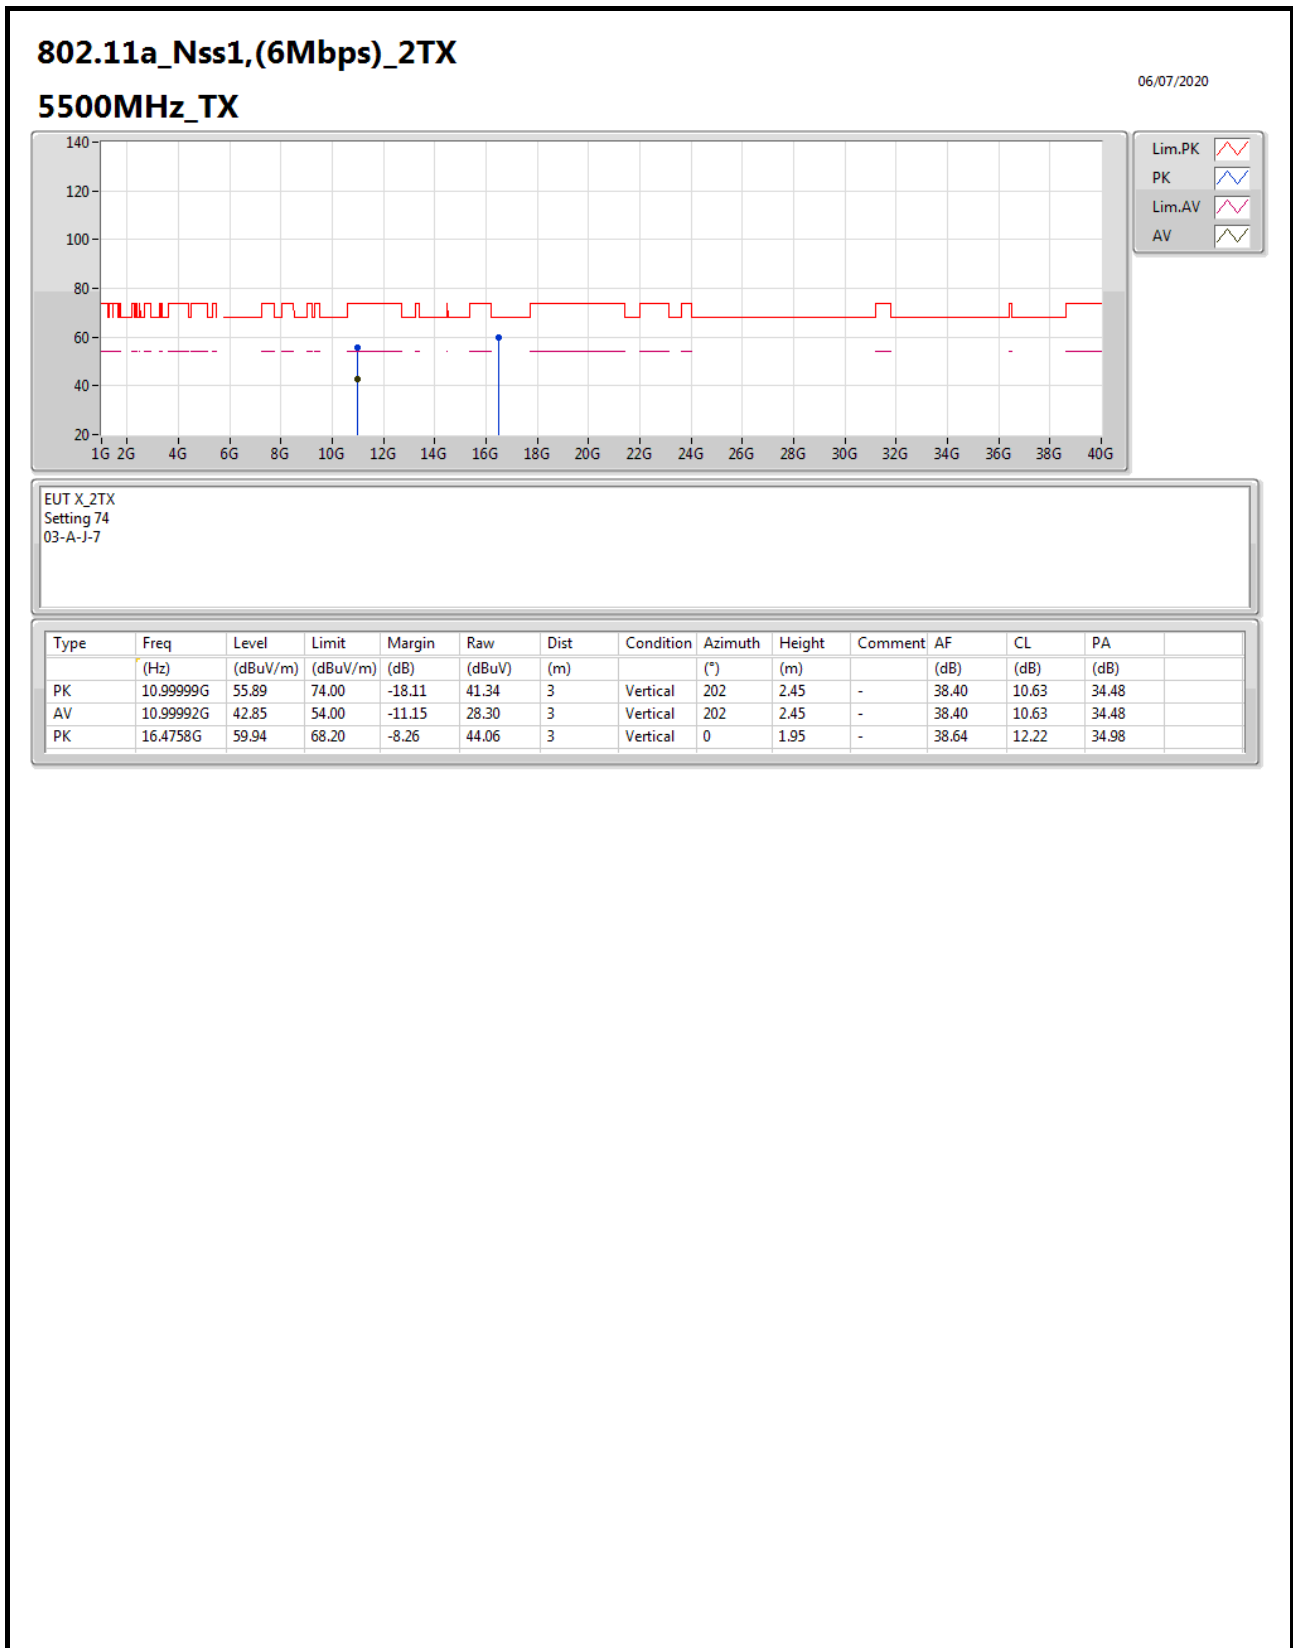 802.11a_Nss1,(6Mbps)_2TX
06/07/2020
5500MHz_TX
140
120
100
80
60
40
20
1G 2G 4G 6G 8G 10G 12G 14G 16G 18G 20G 22G 24G 26G 28G 30G 32G 34G 36G 38G 40G
Lim.PK
PK
Lim.AV
AV
EUT X_2TX
Setting 74
03-A-J-7
Type Freq Level Limit Margin Raw Dist Condition Azimuth Height Comment AF CL PA
(Hz) (dBuV/m) (dBuV/m) (dB) (dBuV) (m) (°) (m) (dB) (dB) (dB)
PK 10.99999G 55.89 74.00 -18.11 41.34 3 Vertical 202 2.45 - 38.40 10.63 34.48
AV 10.99992G 42.85 54.00 -11.15 28.30 3 Vertical 202 2.45 - 38.40 10.63 34.48
PK 16.4758G 59.94 68.20 -8.26 44.06 3 Vertical 0 1.95 - 38.64 12.22 34.98